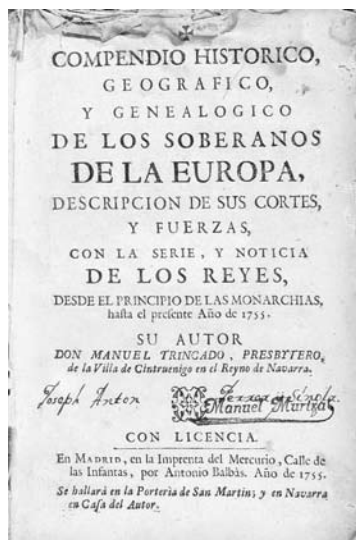 COMPENDIO HISTORICO,
GEOGRAFICO,
Y GENEALOGICO
DE LOS SOBERANOS
DE LA EUROPA,
DESCRIPCION DE SUS CORTES,
Y FUERZAS,
CON LA SERIE, Y NOTICIA
DE LOS REYES,
DESDE EL PRINCIPIO DE LAS MONARCHIAS,
hasta el presente Año de 1755.
SU AUTOR
DON MANUEL TRINCADO, PRESBYTERO,
de la Villa de Cintruenigo en el Reyno de Navarra.
Joseph Anton
Manuel Murtza
CON LICENCIA.
En MADRID, en la Imprenta del Mercurio, Calle de
las Infantas, por Antonio Balbàs. Año de 1755.
Se hallará en la Porteria de San Martin; y en Navarra
en Casa del Autor.